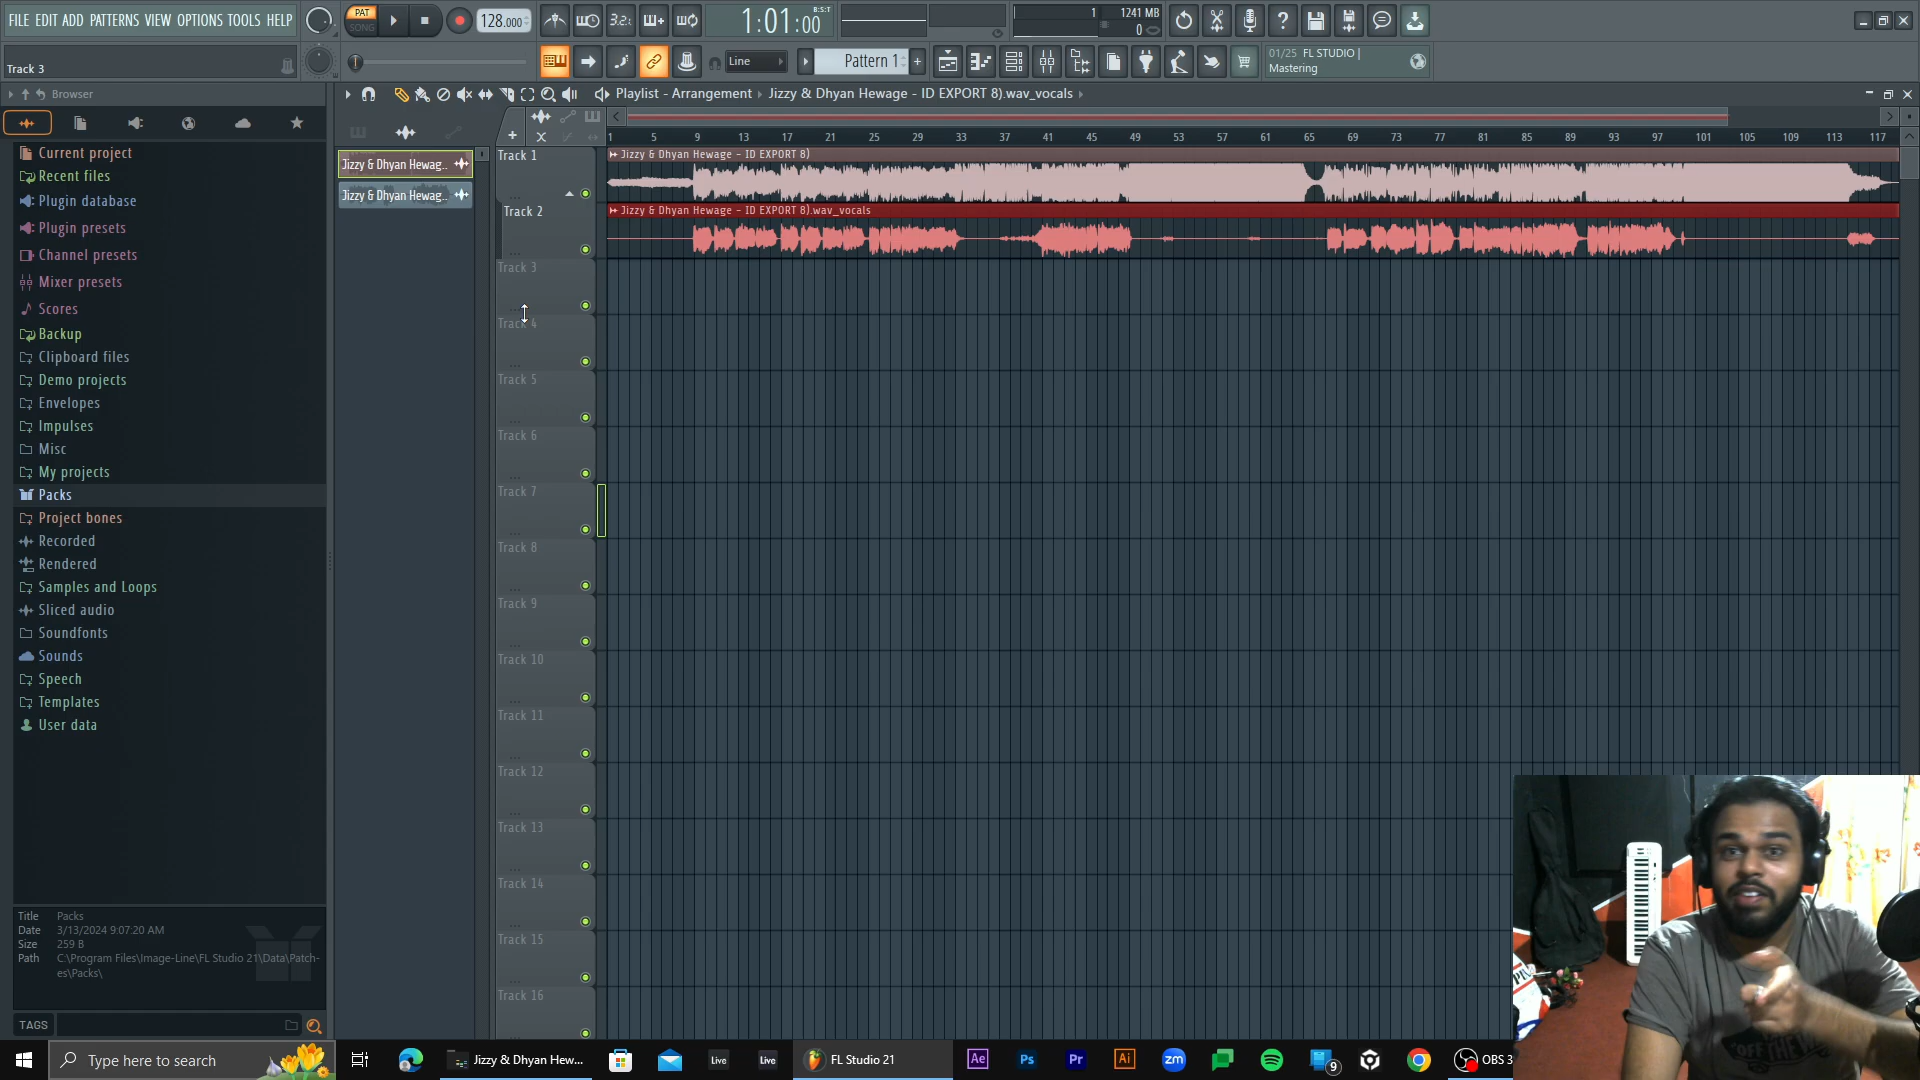 FILE EDIT ADD PATTERNS VIEW OPTIONS TOOLS HELP
PAT
SONG
128.000
3.2.
1:01:00
B:S:T
1
1241 MB
0
Track 3
Line
Pattern 1
+
01/25 FL STUDIO |
Mastering
Browser
Playlist - Arrangement › Jizzy & Dhyan Hewage - ID EXPORT 8).wav_vocals
1 5 9 13 17 21 25 29 33 37 41 45 49 53 57 61 65 69 73 77 81 85 89 93 97 101 105 109 113 117
Current project
Recent files
Plugin database
Plugin presets
Channel presets
Mixer presets
Scores
Backup
Clipboard files
Demo projects
Envelopes
Impulses
Misc
My projects
Packs
Project bones
Recorded
Rendered
Samples and Loops
Sliced audio
Soundfonts
Sounds
Speech
Templates
User data
Jizzy & Dhyan Hewag..
Jizzy & Dhyan Hewag..
Track 1
Jizzy & Dhyan Hewage - ID EXPORT 8)
Track 2
Jizzy & Dhyan Hewage - ID EXPORT 8).wav_vocals
Track 3
Track 4
Track 5
Track 6
Track 7
Track 8
Track 9
Track 10
Track 11
Track 12
Track 13
Track 14
Track 15
Track 16
Title Packs
Date 3/13/2024 9:07:20 AM
Size 259 B
Path C:\Program Files\Image-Line\FL Studio 21\Data\Patch-
es\Packs\
TAGS
Type here to search
Jizzy & Dhyan Hew...
Live
Live
FL Studio 21
Ae
Ps
Pr
Ai
zm
9
OBS 3